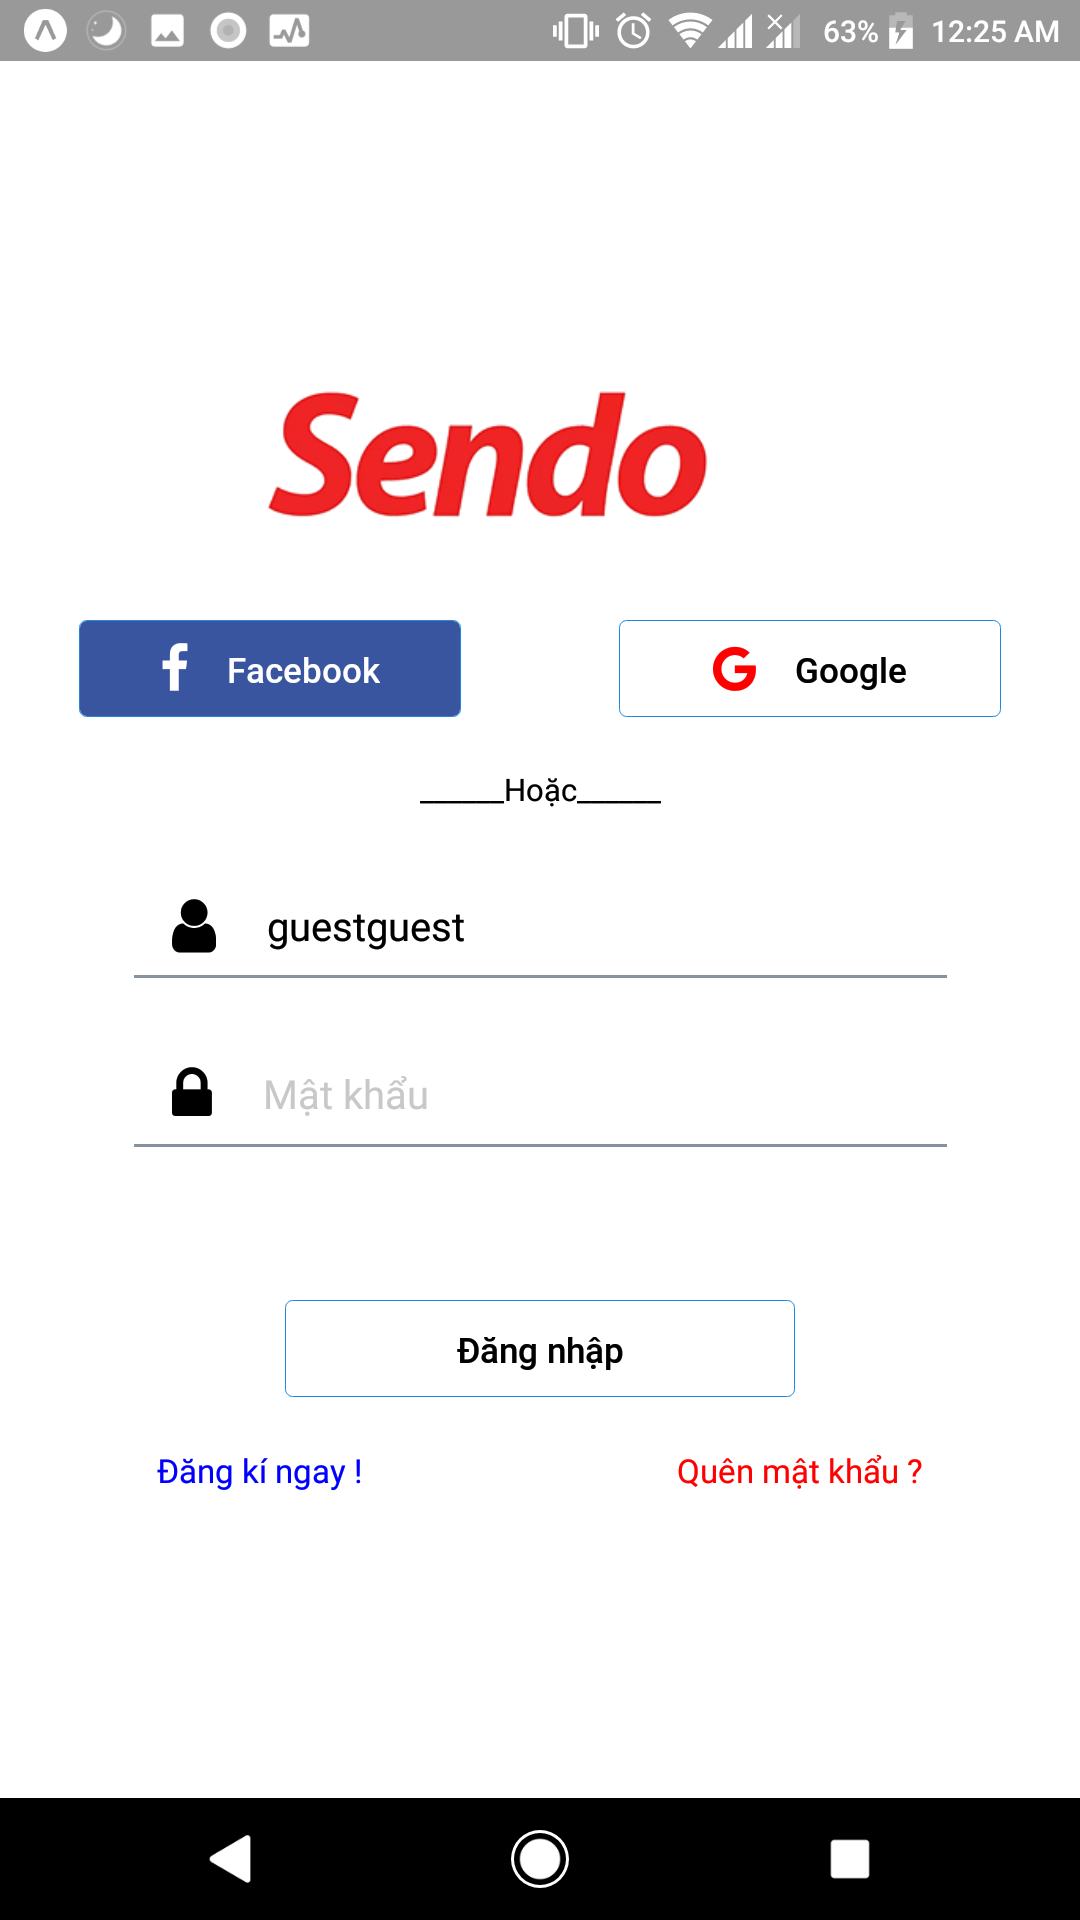 63% 12:25 AM
Sendo
Facebook
Google
______Hoặc______
guestguest
Mật khẩu
Đăng nhập
Đăng kí ngay !
Quên mật khẩu ?